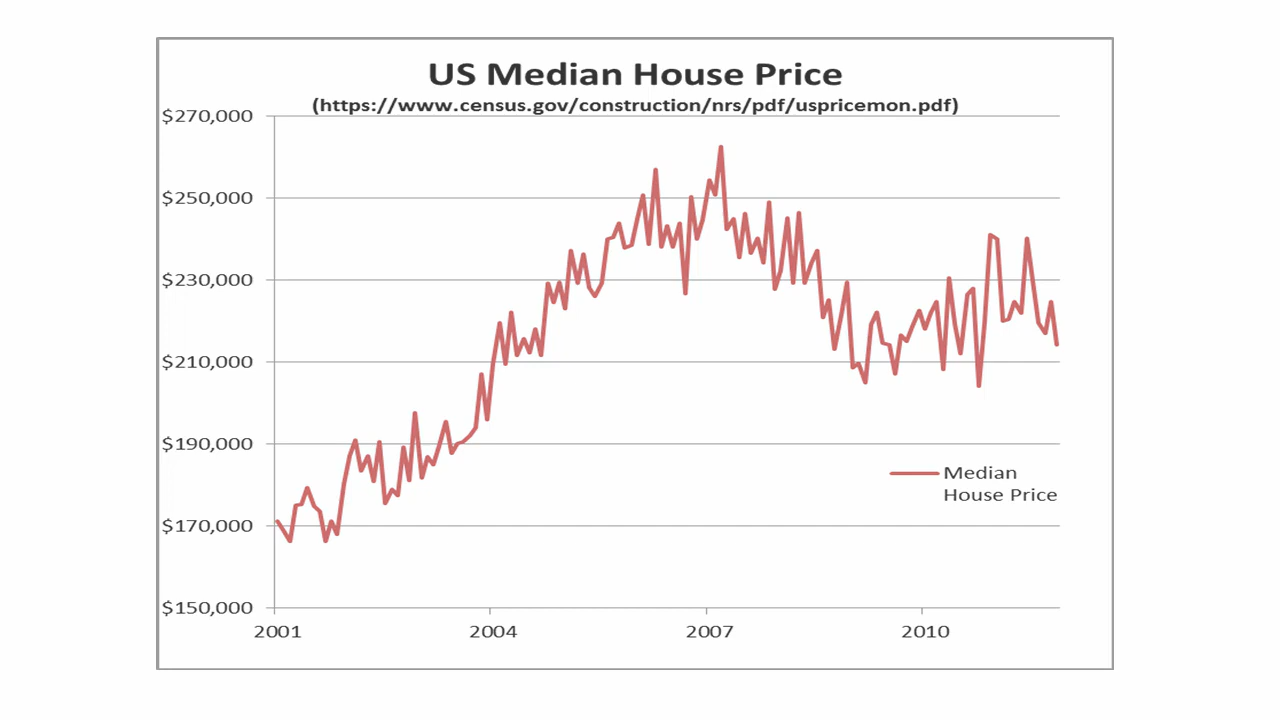 US Median House Price
(https://www.census.gov/construction/nrs/pdf/uspricemon.pdf)
$270,000
$250,000
$230,000
$210,000
$190,000
$170,000
$150,000
Median
House Price
2001 2004 2007 2010